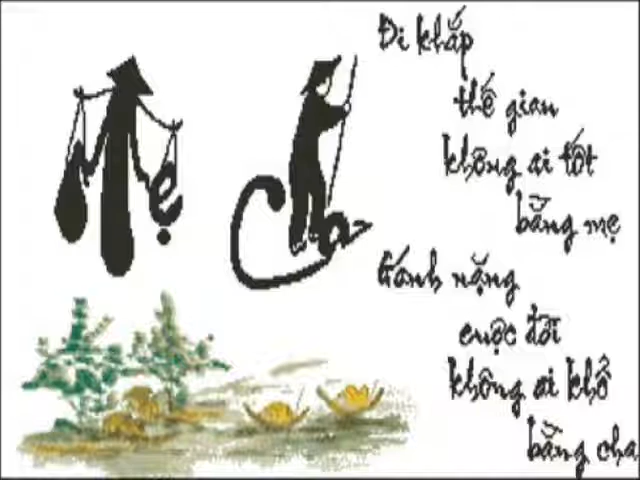 Mẹ Cha
Đi khắp
thế gian
không ai tốt
bằng mẹ
Gánh nặng
cuộc đời
không ai khổ
bằng cha